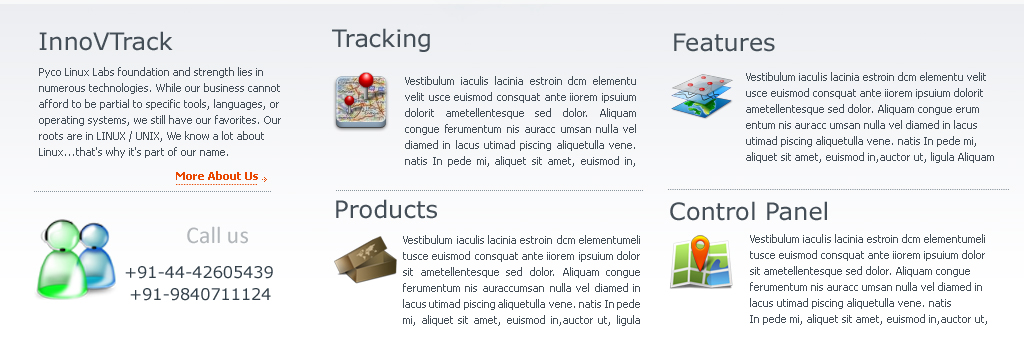 InnoVTrack
Pyco Linux Labs foundation and strength lies in
numerous technologies. While our business cannot
afford to be partial to specific tools, languages, or
operating systems, we still have our favorites. Our
roots are in LINUX / UNIX, We know a lot about
Linux...that's why it's part of our name.
More About Us
Call us
+91-44-42605439
+91-9840711124
Tracking
Vestibulum iaculis lacinia estroin dcm elementu
velit usce euismod consquat ante iiorem ipsuium
dolorit ametellentesque sed dolor. Aliquam
congue ferumentum nis auracc umsan nulla vel
diamed in lacus utimad piscing aliquetulla vene.
natis In pede mi, aliquet sit amet, euismod in,
Products
Vestibulum iaculis lacinia estroin dcm elementumeli
tusce euismod consquat ante iiorem ipsuium dolor
sit ametellentesque sed dolor. Aliquam congue
ferumentum nis auraccumsan nulla vel diamed in
lacus utimad piscing aliquetulla vene. natis In pede
mi, aliquet sit amet, euismod in,auctor ut, ligula
Features
Vestibulum iaculis lacinia estroin dcm elementu velit
usce euismod consquat ante iiorem ipsuium dolorit
ametellentesque sed dolor. Aliquam congue erum
entum nis auracc umsan nulla vel diamed in lacus
utimad piscing aliquetulla vene. natis In pede mi,
aliquet sit amet, euismod in,auctor ut, ligula Aliquam
Control Panel
Vestibulum iaculis lacinia estroin dcm elementumeli
tusce euismod consquat ante iiorem ipsuium dolor
sit ametellentesque sed dolor. Aliquam congue
ferumentum nis auracc umsan nulla vel diamed in
lacus utimad piscing aliquetulla vene. natis
In pede mi, aliquet sit amet, euismod in,auctor ut,